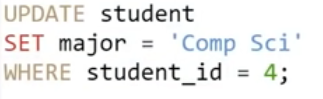 UPDATE student
SET major = 'Comp Sci'
WHERE student_id = 4;